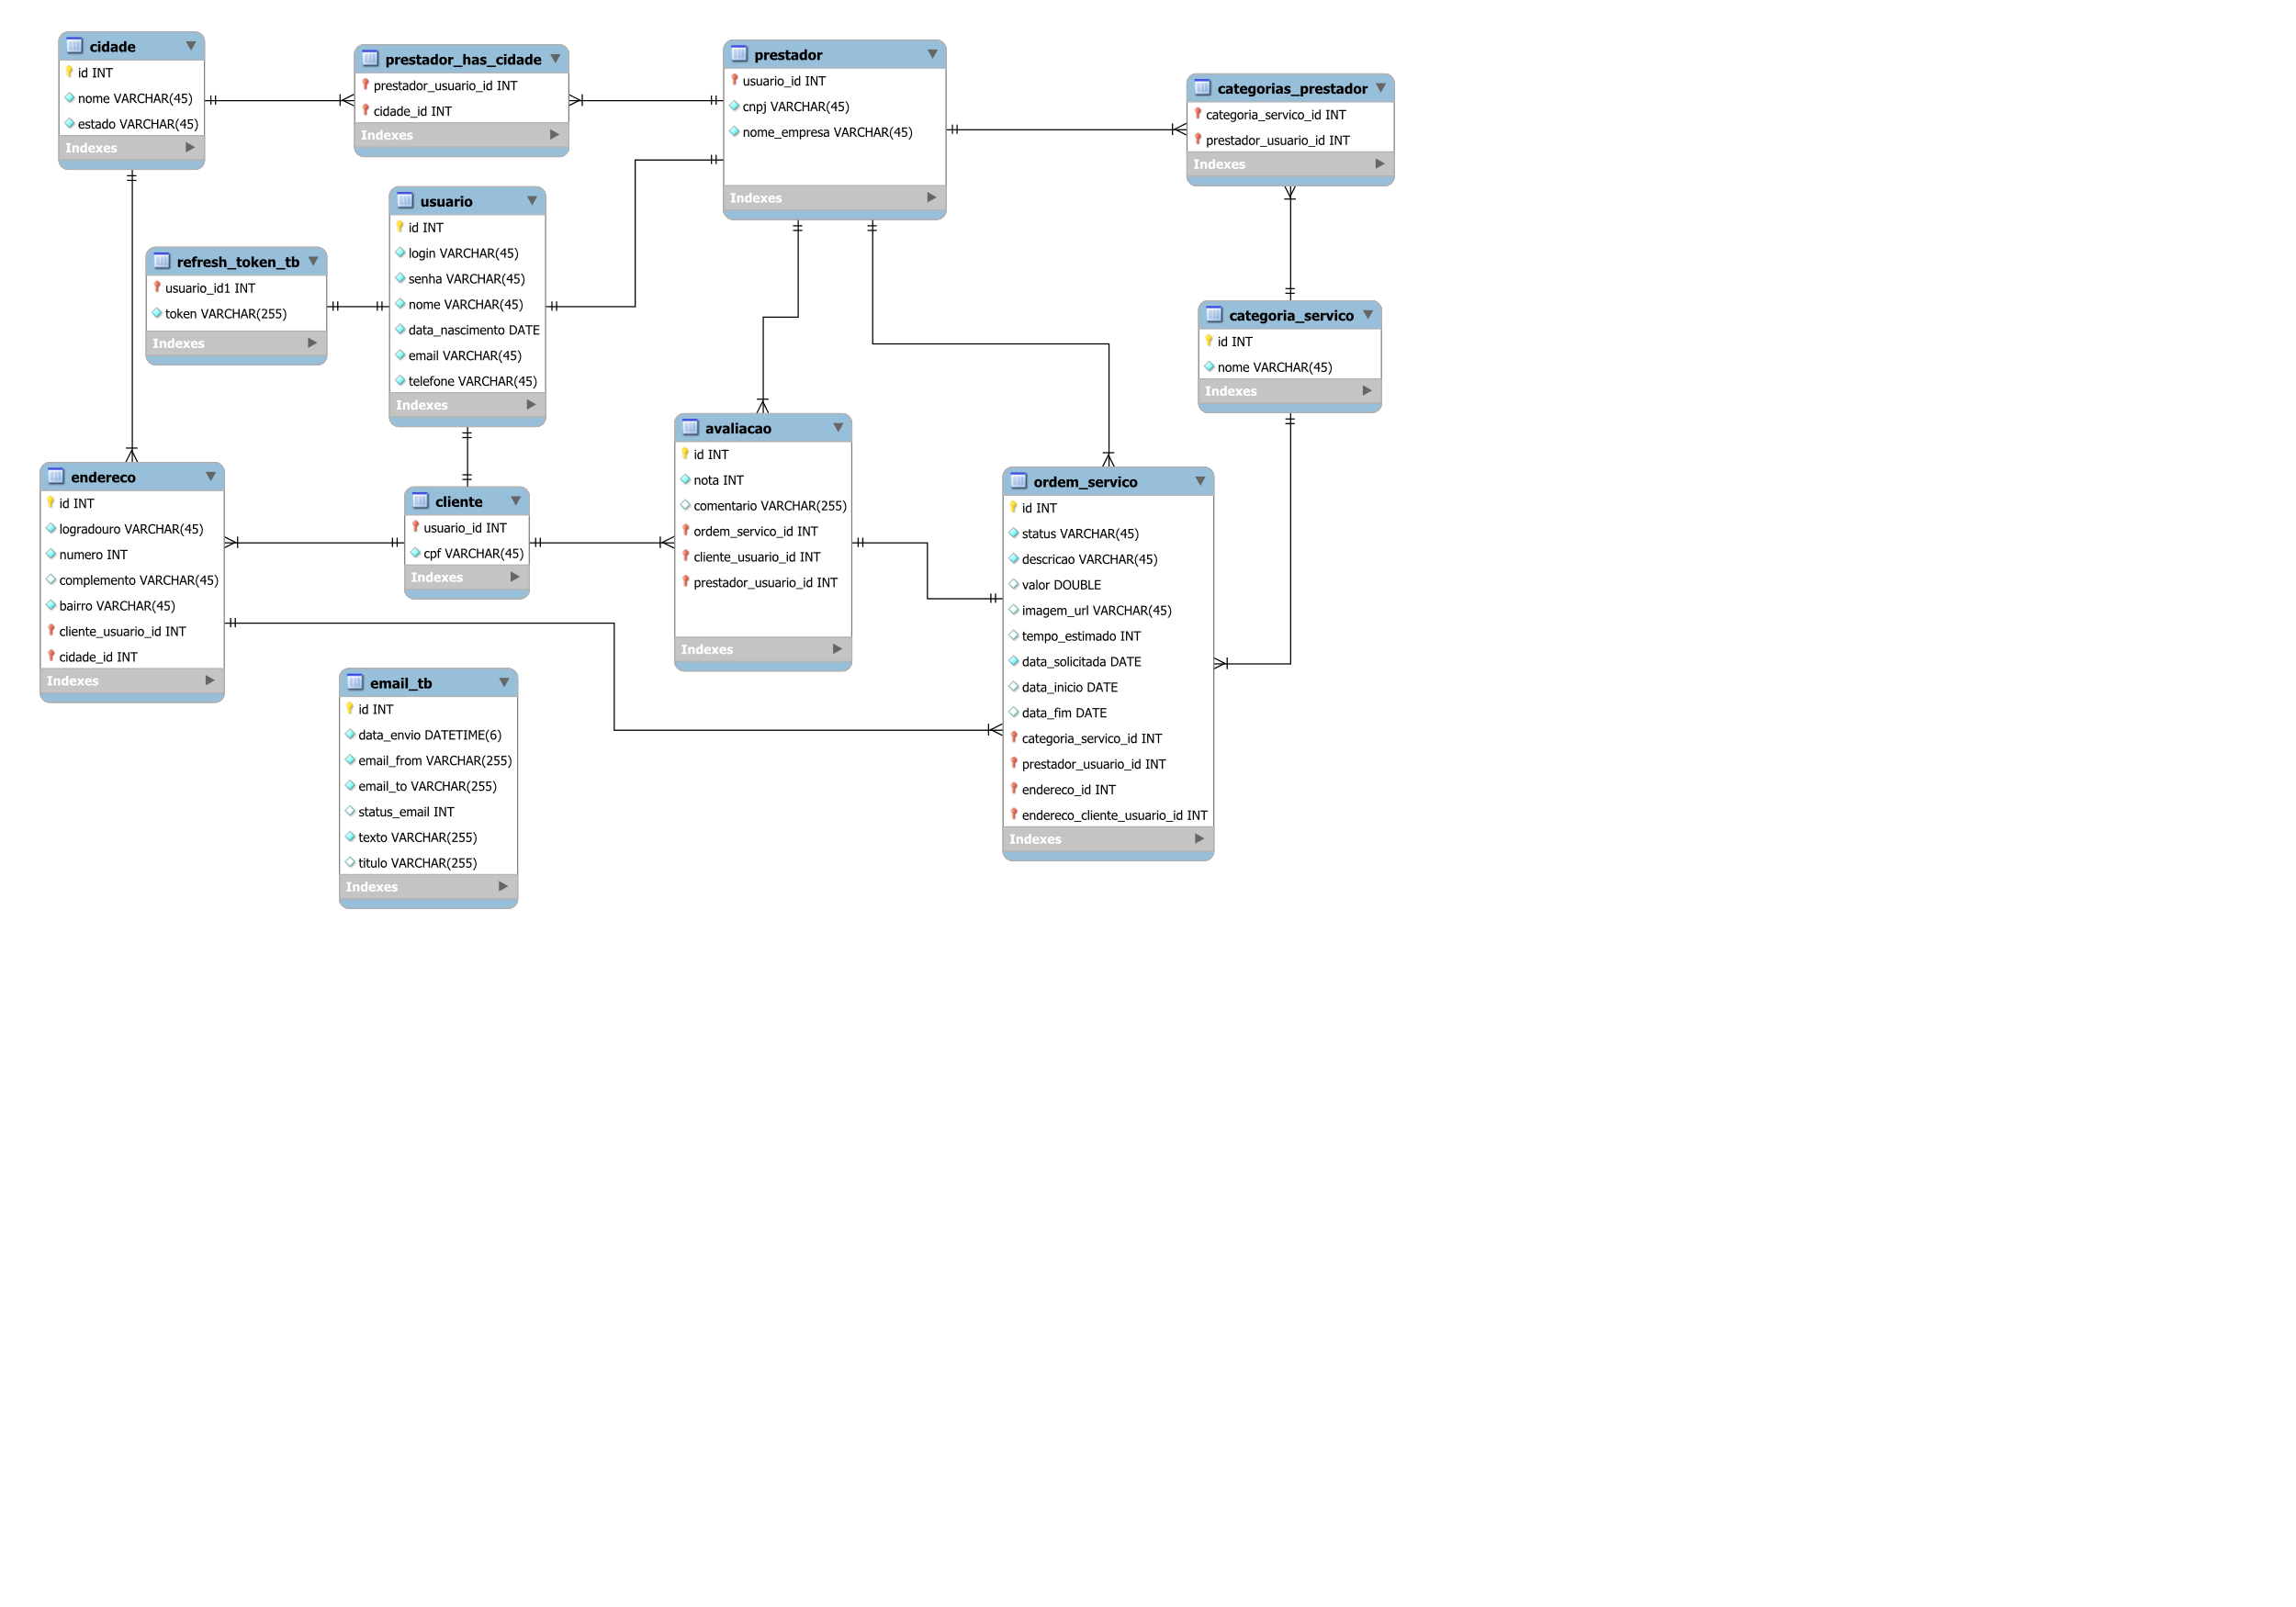 cidade
id INT
nome VARCHAR(45)
estado VARCHAR(45)
Indexes
prestador_has_cidade
prestador_usuario_id INT
cidade_id INT
Indexes
prestador
usuario_id INT
cnpj VARCHAR(45)
nome_empresa VARCHAR(45)
Indexes
categorias_prestador
categoria_servico_id INT
prestador_usuario_id INT
Indexes
usuario
id INT
login VARCHAR(45)
senha VARCHAR(45)
nome VARCHAR(45)
data_nascimento DATE
email VARCHAR(45)
telefone VARCHAR(45)
Indexes
refresh_token_tb
usuario_id1 INT
token VARCHAR(255)
Indexes
categoria_servico
id INT
nome VARCHAR(45)
Indexes
avaliacao
id INT
nota INT
comentario VARCHAR(255)
ordem_servico_id INT
cliente_usuario_id INT
prestador_usuario_id INT
Indexes
endereco
id INT
logradouro VARCHAR(45)
numero INT
complemento VARCHAR(45)
bairro VARCHAR(45)
cliente_usuario_id INT
cidade_id INT
Indexes
cliente
usuario_id INT
cpf VARCHAR(45)
Indexes
ordem_servico
id INT
status VARCHAR(45)
descricao VARCHAR(45)
valor DOUBLE
imagem_url VARCHAR(45)
tempo_estimado INT
data_solicitada DATE
data_inicio DATE
data_fim DATE
categoria_servico_id INT
prestador_usuario_id INT
endereco_id INT
endereco_cliente_usuario_id INT
Indexes
email_tb
id INT
data_envio DATETIME(6)
email_from VARCHAR(255)
email_to VARCHAR(255)
status_email INT
texto VARCHAR(255)
titulo VARCHAR(255)
Indexes